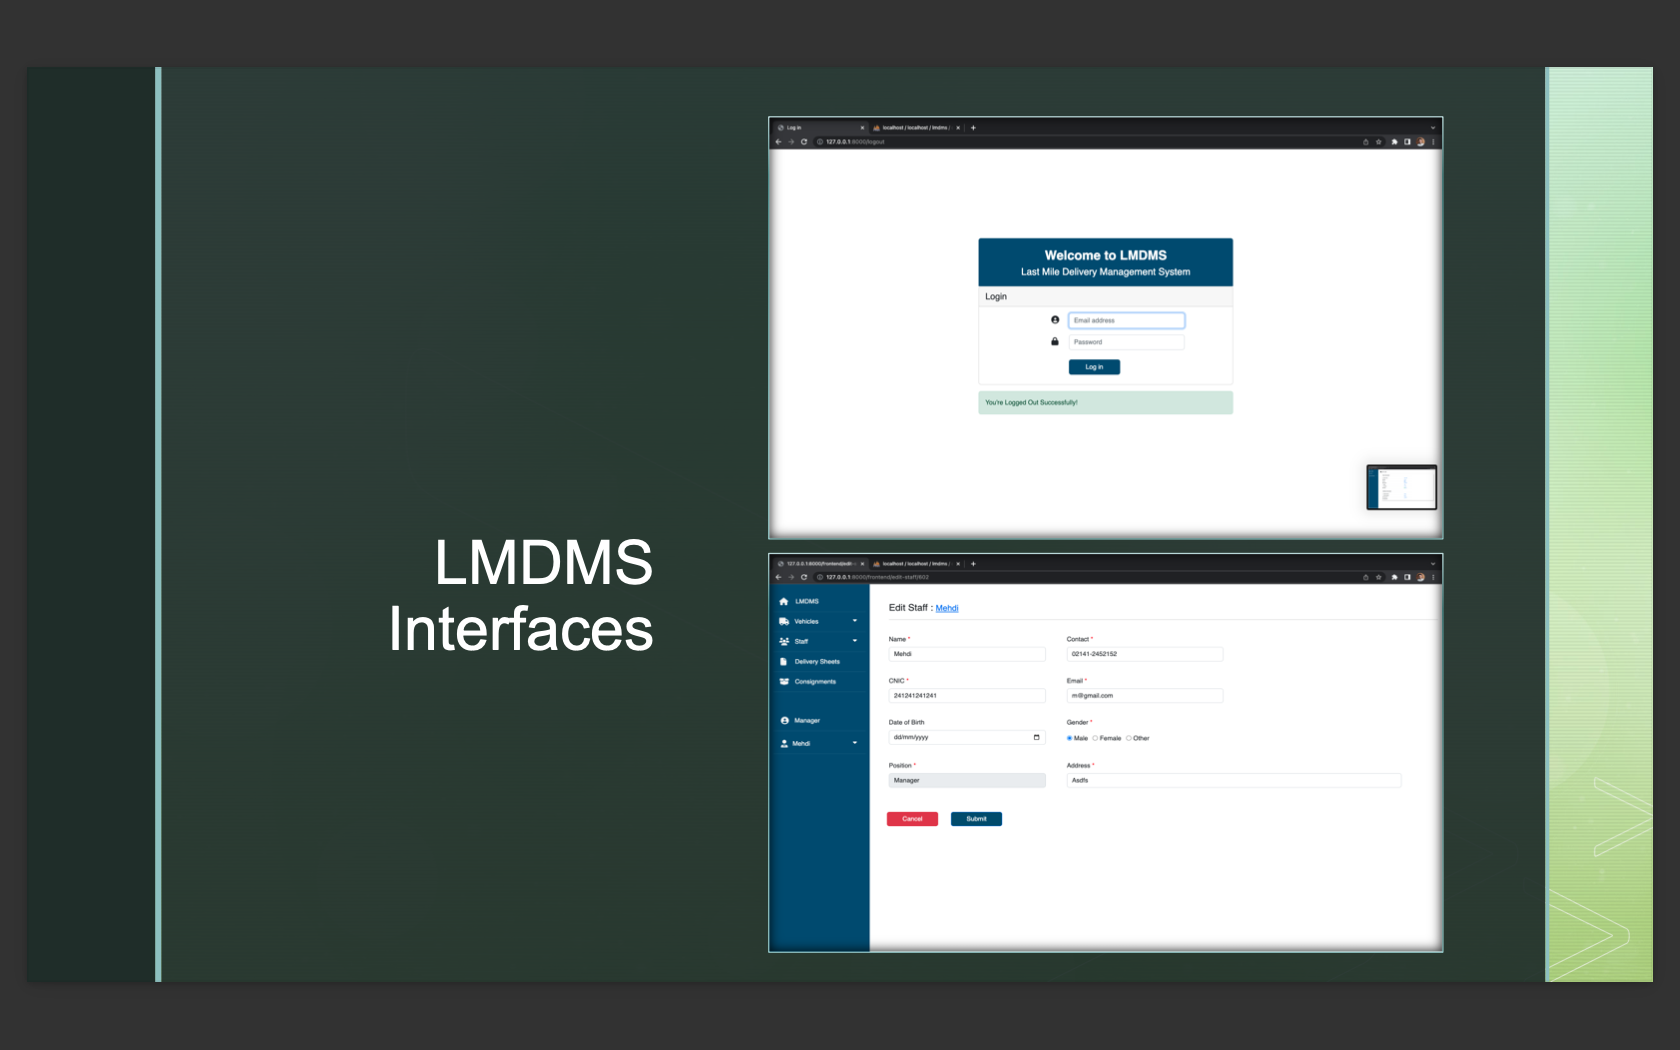 LMDMS
Interfaces
Log in
localhost / localhost / lmdms /
127.0.0.1:8000/logout
Welcome to LMDMS
Last Mile Delivery Management System
Login
Email address
Password
Log in
You're Logged Out Successfully!
127.0.0.1:8000/frontend/edit-
localhost / localhost / lmdms /
127.0.0.1:8000/frontend/edit-staff/602
LMDMS
Vehicles
Staff
Delivery Sheets
Consignments
Manager
Mehdi
Edit Staff : Mehdi
Name * Contact *
Mehdi 02141-2452152
CNIC * Email *
241241241241 m@gmail.com
Date of Birth Gender *
dd/mm/yyyy Male Female Other
Position * Address *
Manager Asdfs
Cancel Submit